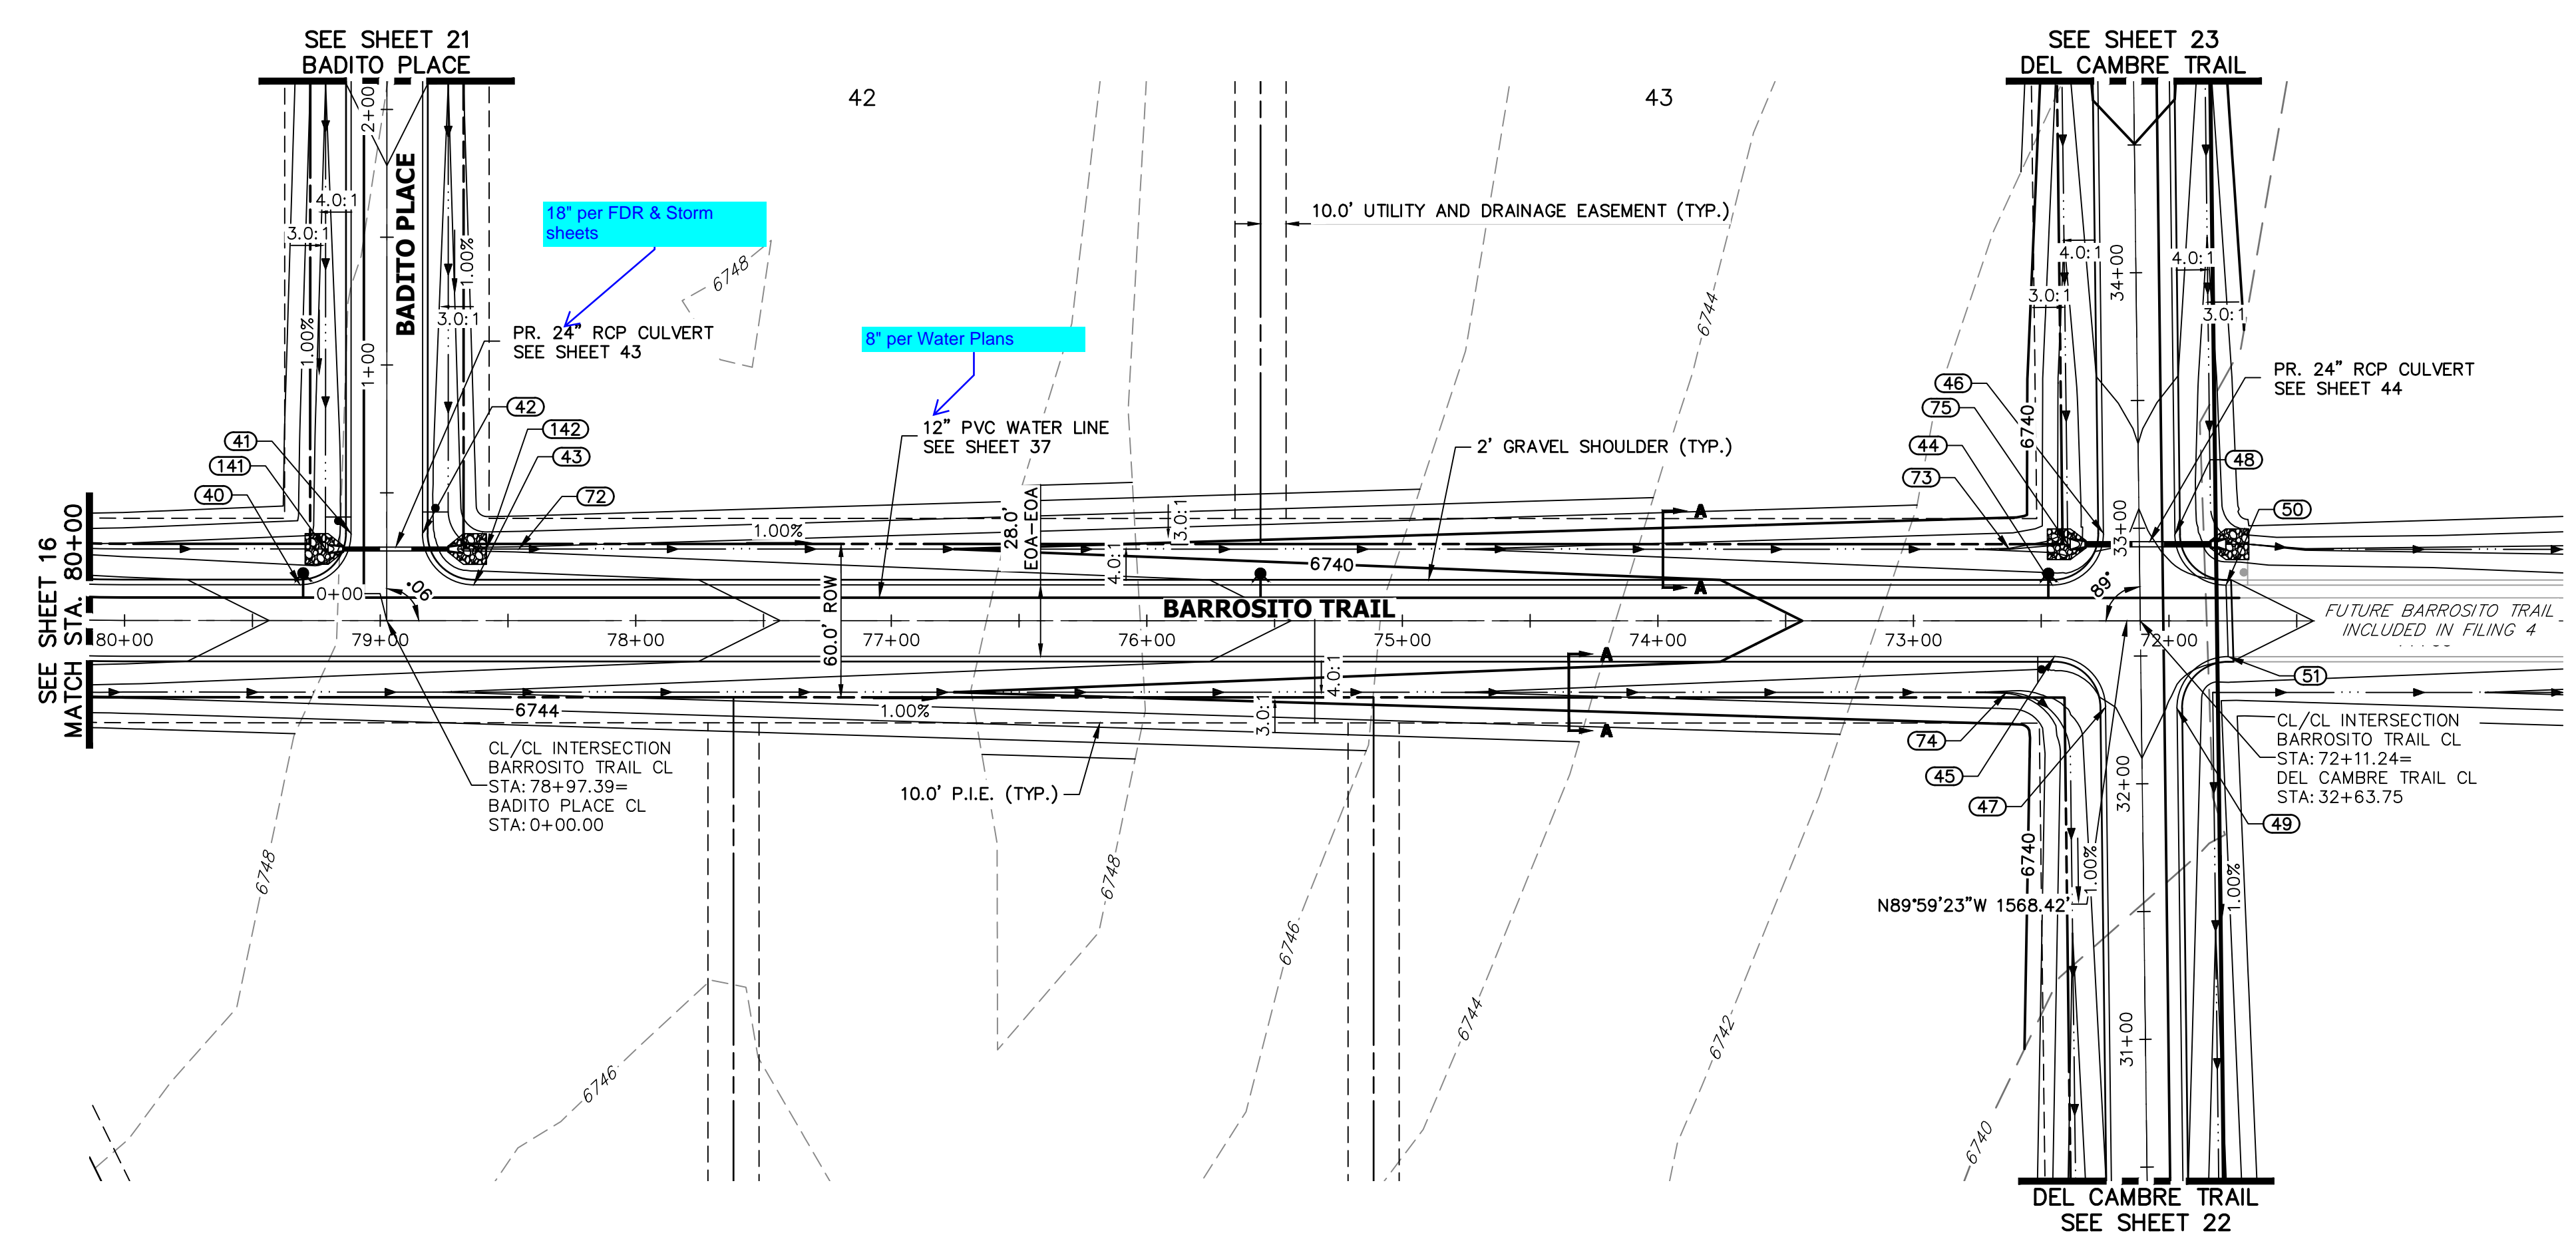 SEE SHEET 21
BADITO PLACE
SEE SHEET 23
DEL CAMBRE TRAIL
42
43
2+00
BADITO PLACE
4.0:1
3.0:1
1.00%
1.00%
3.0:1
1+00
18" per FDR & Storm
sheets
6748
10.0' UTILITY AND DRAINAGE EASEMENT (TYP.)
PR. 24" RCP CULVERT
SEE SHEET 43
8" per Water Plans
6744
4.0:1
34+00
4.0:1
3.0:1
3.0:1
PR. 24" RCP CULVERT
SEE SHEET 44
46
75
44
73
6740
48
50
42
142
43
72
41
141
40
12" PVC WATER LINE
SEE SHEET 37
2' GRAVEL SHOULDER (TYP.)
SEE SHEET 16
MATCH STA. 80+00
1.00%
28.0'
EOA-EOA
3.0:1
4.0:1
A
A
6740
33+00
89°
90°
0+00
60.0' ROW
BARROSITO TRAIL
FUTURE BARROSITO TRAIL
INCLUDED IN FILING 4
80+00
79+00
78+00
77+00
76+00
75+00
74+00
73+00
72+00
A
A
4.0:1
3.0:1
6744
1.00%
51
74
45
47
49
CL/CL INTERSECTION
BARROSITO TRAIL CL
STA: 78+97.39=
BADITO PLACE CL
STA: 0+00.00
10.0' P.I.E. (TYP.)
CL/CL INTERSECTION
BARROSITO TRAIL CL
STA: 72+11.24=
DEL CAMBRE TRAIL CL
STA: 32+63.75
32+00
6740
1.00%
1.00%
N89°59'23"W 1568.42'
6748
6748
6746
6744
6742
6746
31+00
6740
DEL CAMBRE TRAIL
SEE SHEET 22